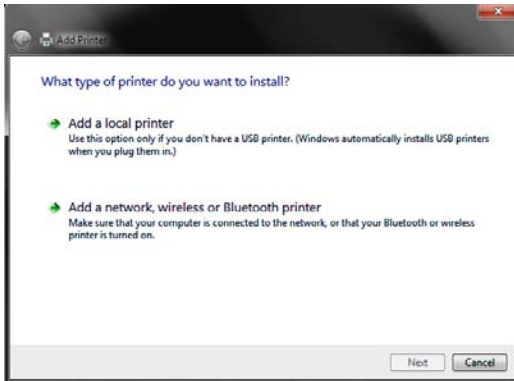 Add Printer
What type of printer do you want to install?
Add a local printer
Use this option only if you don't have a USB printer. (Windows automatically installs USB printers
when you plug them in.)
Add a network, wireless or Bluetooth printer
Make sure that your computer is connected to the network, or that your Bluetooth or wireless
printer is turned on.
Next
Cancel